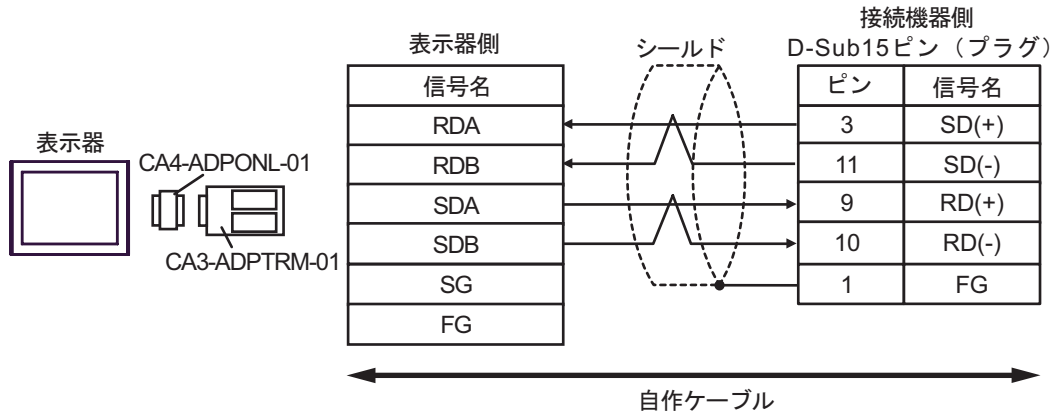 接続機器側
表示器側
シールド
D-Sub15ピン（プラグ）
信号名
ピン 信号名
RDA
3 SD(+)
表示器
CA4-ADPONL-01
RDB
11 SD(-)
SDA
9 RD(+)
SDB
10 RD(-)
CA3-ADPTRM-01
SG
1 FG
FG
自作ケーブル